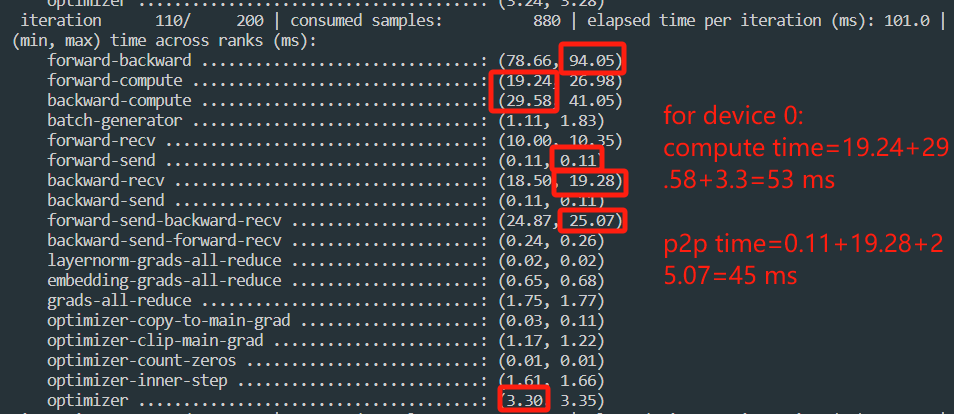 iteration 110/ 200 | consumed samples: 880 | elapsed time per iteration (ms): 101.0 |
(min, max) time across ranks (ms):
forward-backward ................................: (78.66, 94.05)
forward-compute .................................: (19.24, 26.98)
backward-compute ................................: (29.58, 41.05)
batch-generator .................................: (1.11, 1.83)
forward-recv ....................................: (10.00, 10.35)
forward-send ....................................: (0.11, 0.11)
backward-recv ...................................: (18.50, 19.28)
backward-send ...................................: (0.11, 0.11)
forward-send-backward-recv ......................: (24.87, 25.07)
backward-send-forward-recv ......................: (0.24, 0.26)
layernorm-grads-all-reduce ......................: (0.02, 0.02)
embedding-grads-all-reduce ......................: (0.65, 0.68)
grads-all-reduce ................................: (1.75, 1.77)
optimizer-copy-to-main-grad .....................: (0.03, 0.11)
optimizer-clip-main-grad ........................: (1.17, 1.22)
optimizer-count-zeros ...........................: (0.01, 0.01)
optimizer-inner-step ............................: (1.61, 1.66)
optimizer .......................................: (3.30, 3.35)
for device 0:
compute time=19.24+29
.58+3.3=53 ms
p2p time=0.11+19.28+2
5.07=45 ms